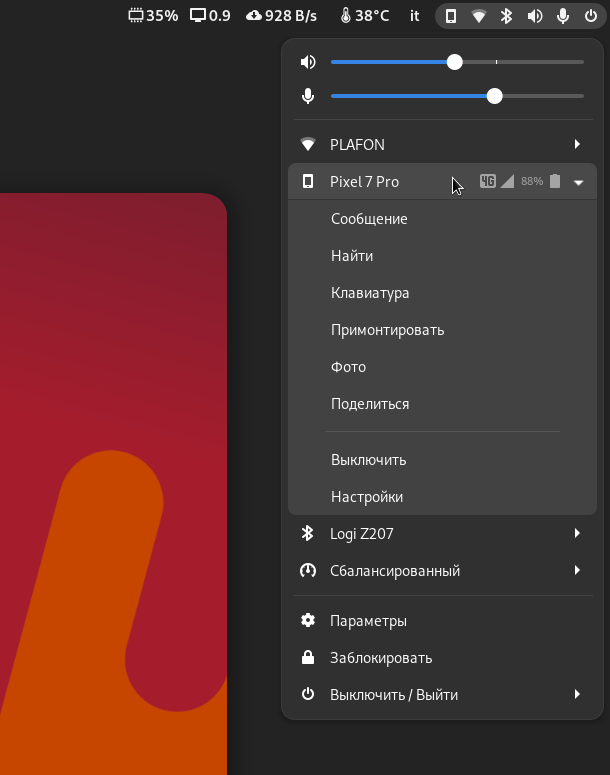 35% 0.9 928 B/s 38°C it
PLAFON
Pixel 7 Pro 4G 88%
Сообщение
Найти
Клавиатура
Примонтировать
Фото
Поделиться
Выключить
Настройки
Logi Z207
Сбалансированный
Параметры
Заблокировать
Выключить / Выйти